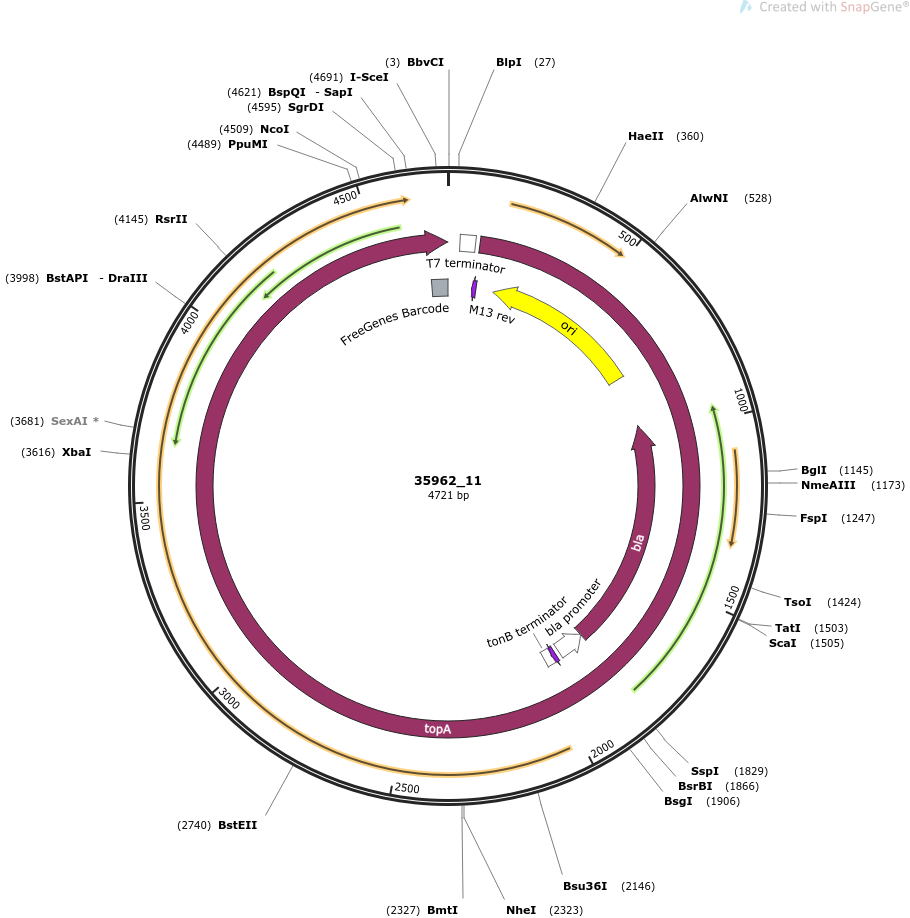 Created with SnapGene®
(3) BbvCI
BlpI (27)
(4691) I-SceI
(4621) BspQI - SapI
(4595) SgrDI
(4509) NcoI
(4489) PpuMI
HaeII (360)
AlwNI (528)
(4145) RsrII
(3998) BstAPI - DraIII
(3681) SexAI *
(3616) XbaI
4500
500
T7 terminator
FreeGenes Barcode
M13 rev
ori
4000
1000
BglI (1145)
NmeAIII (1173)
FspI (1247)
35962_11
4721 bp
3500
bla
TsoI (1424)
1500
TatI (1503)
ScaI (1505)
tonB terminator
bla promoter
3000
topA
2000
2500
SspI (1829)
BsrBI (1866)
BsgI (1906)
(2740) BstEII
Bsu36I (2146)
(2327) BmtI
NheI (2323)